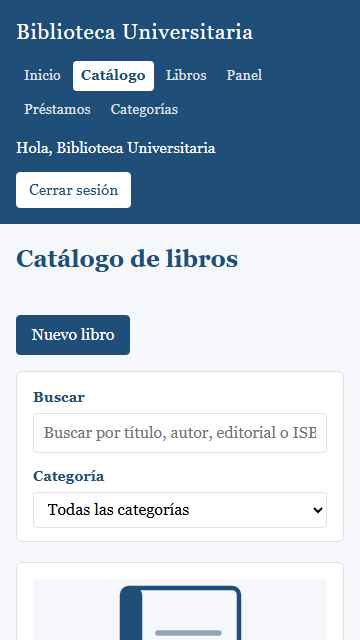 Biblioteca Universitaria
Inicio Catálogo Libros Panel
Préstamos Categorías
Hola, Biblioteca Universitaria
Cerrar sesión
Catálogo de libros
Nuevo libro
Buscar
Buscar por título, autor, editorial o ISB
Categoría
Todas las categorías